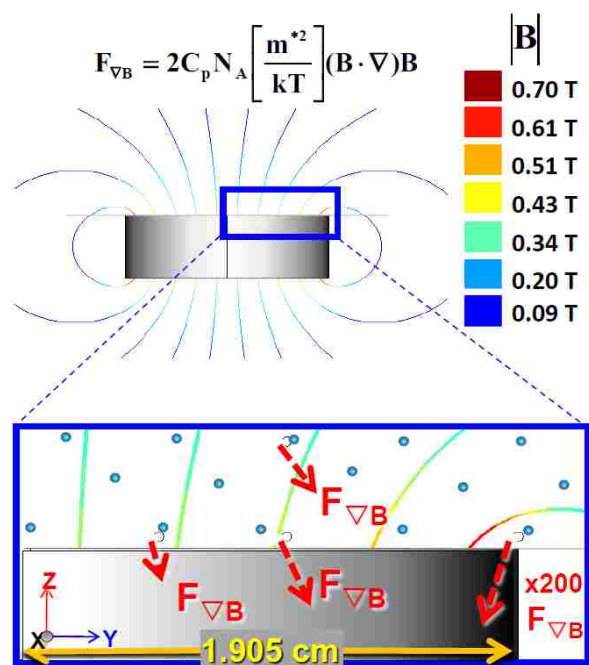 F∇B = 2CpNA[m*2/kT](B · ∇)B
|B|
0.70 T
0.61 T
0.51 T
0.43 T
0.34 T
0.20 T
0.09 T
F∇B
F∇B
F∇B
x200
F∇B
Z
X
Y
1.905 cm